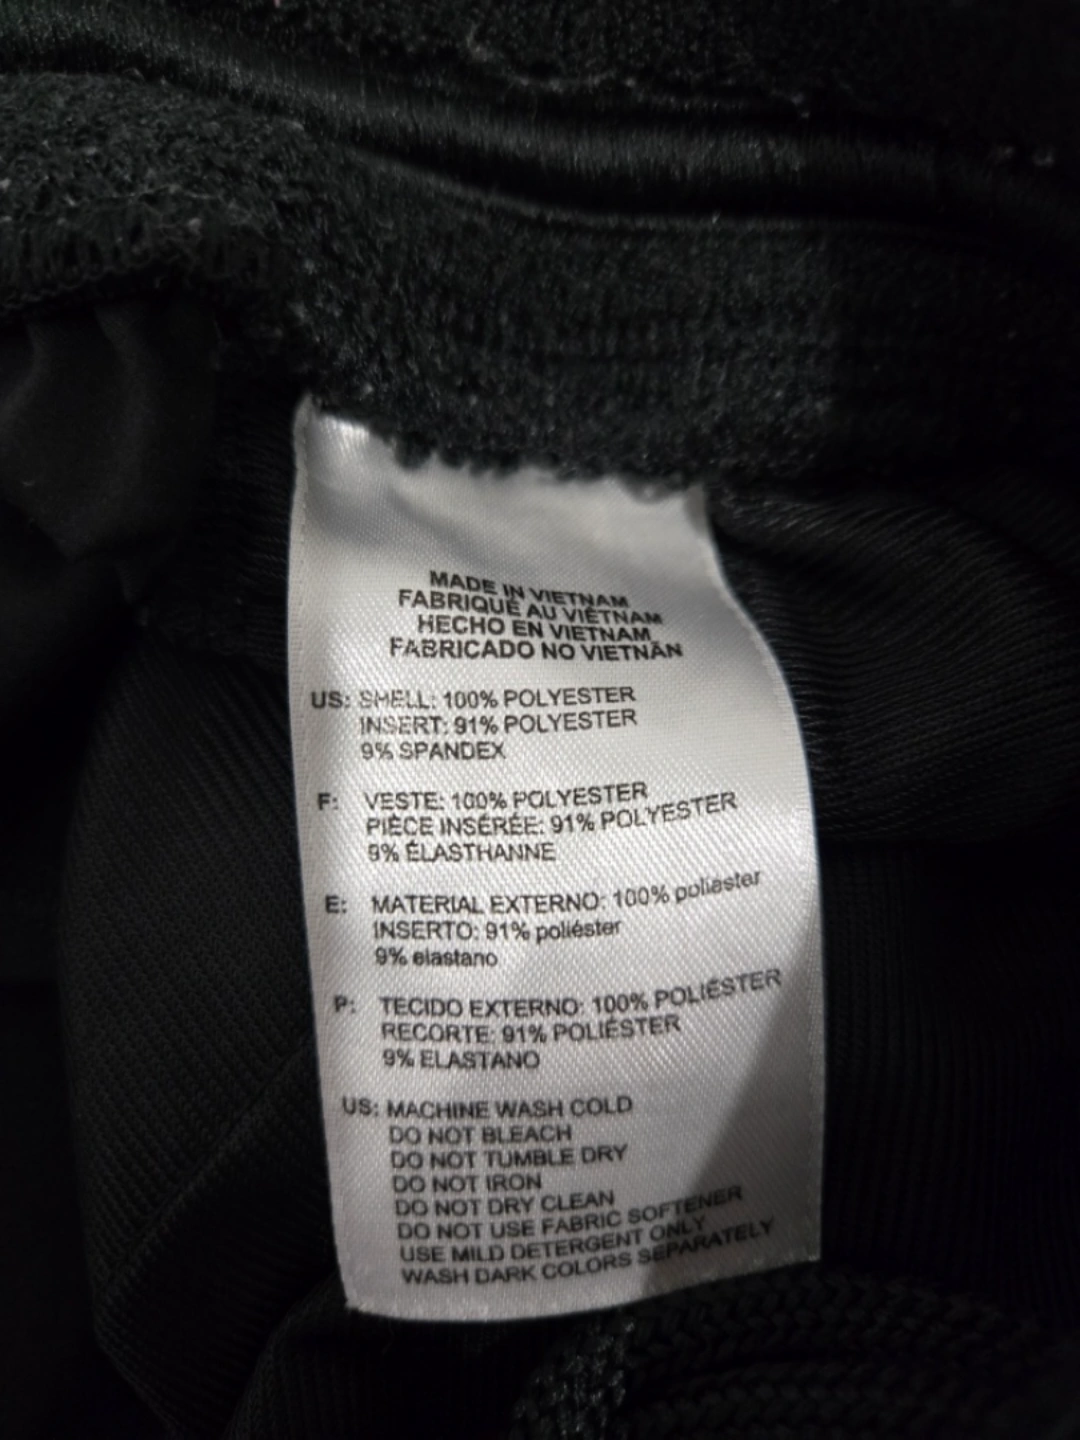 MADE IN VIETNAM
FABRIQUÉ AU VIÊTNAM
HECHO EN VIETNAM
FABRICADO NO VIETNÃN
US: SHELL: 100% POLYESTER
INSERT: 91% POLYESTER
9% SPANDEX
F: VESTE: 100% POLYESTER
PIÈCE INSÉRÉE: 91% POLYESTER
9% ÉLASTHANNE
E: MATERIAL EXTERNO: 100% poliéster
INSERTO: 91% poliéster
9% elastano
P: TECIDO EXTERNO: 100% POLIÉSTER
RECORTE: 91% POLIÉSTER
9% ELASTANO
US: MACHINE WASH COLD
DO NOT BLEACH
DO NOT TUMBLE DRY
DO NOT IRON
DO NOT DRY CLEAN
DO NOT USE FABRIC SOFTENER
USE MILD DETERGENT ONLY
WASH DARK COLORS SEPARATELY